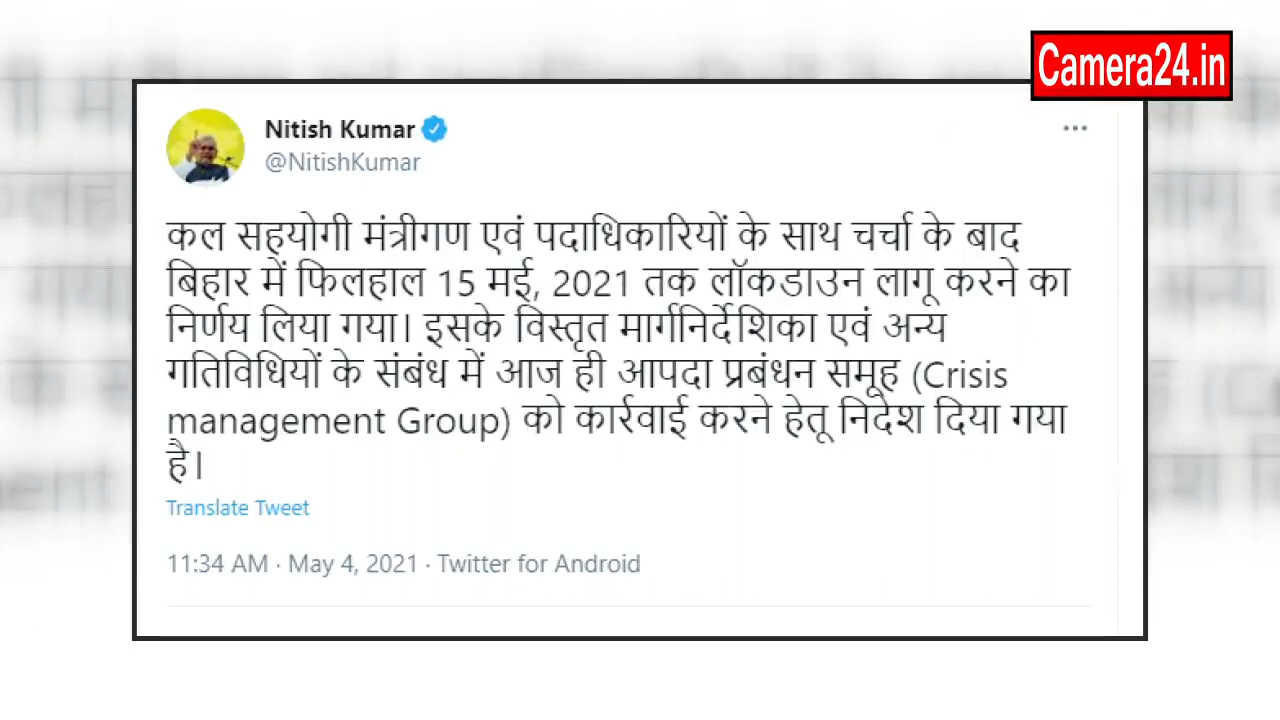 Camera24.in
Nitish Kumar
@NitishKumar
कल सहयोगी मंत्रीगण एवं पदाधिकारियों के साथ चर्चा के बाद
बिहार में फिलहाल 15 मई, 2021 तक लॉकडाउन लागू करने का
निर्णय लिया गया। इसके विस्तृत मार्गनिर्देशिका एवं अन्य
गतिविधियों के संबंध में आज ही आपदा प्रबंधन समूह (Crisis
management Group) को कार्रवाई करने हेतू निदेश दिया गया
है।
Translate Tweet
11:34 AM · May 4, 2021 · Twitter for Android